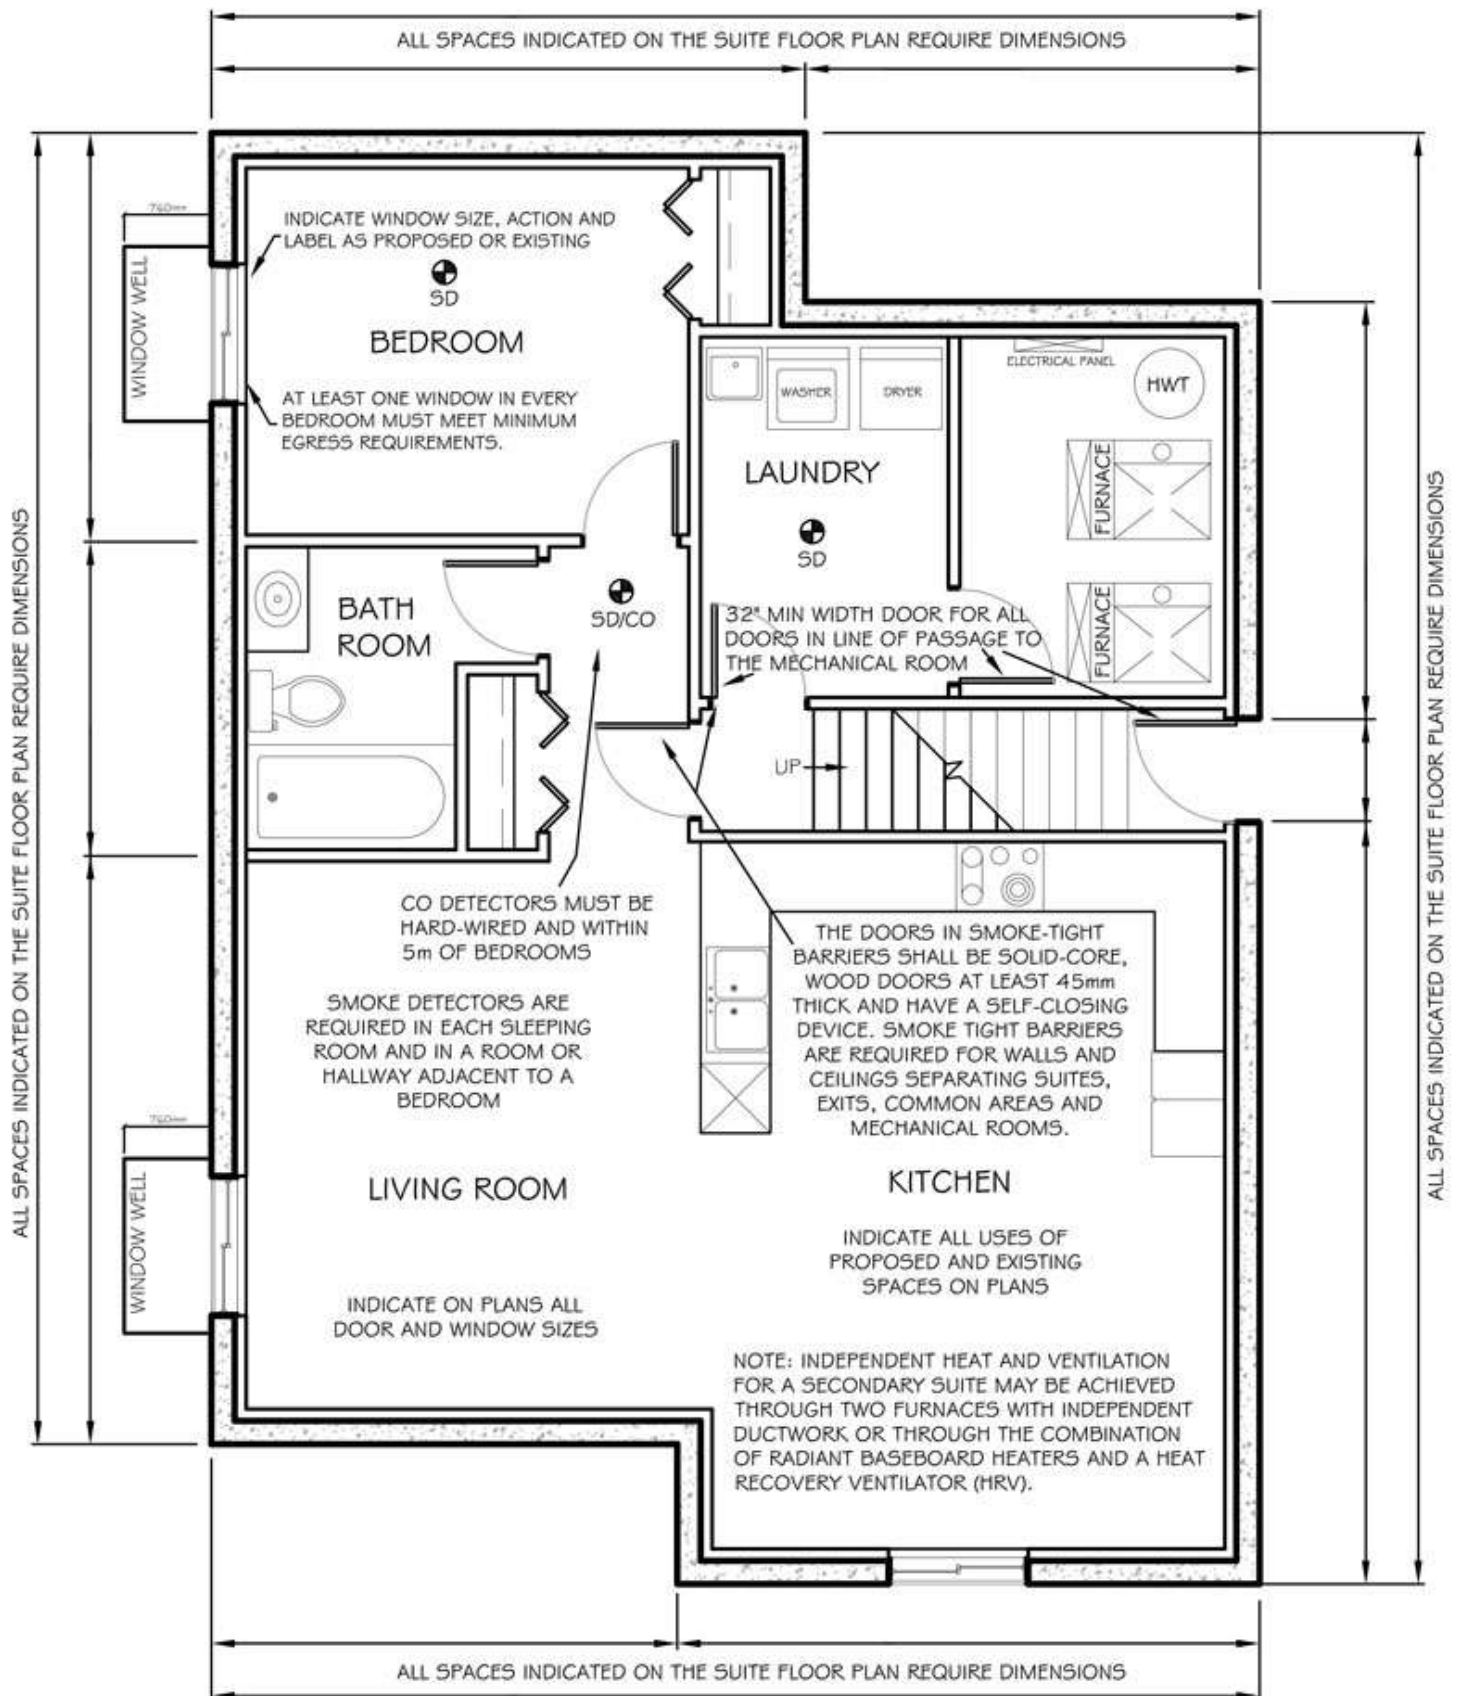 ALL SPACES INDICATED ON THE SUITE FLOOR PLAN REQUIRE DIMENSIONS
ALL SPACES INDICATED ON THE SUITE FLOOR PLAN REQUIRE DIMENSIONS
760mm
WINDOW WELL
INDICATE WINDOW SIZE, ACTION AND
LABEL AS PROPOSED OR EXISTING
SD
BEDROOM
AT LEAST ONE WINDOW IN EVERY
BEDROOM MUST MEET MINIMUM
EGRESS REQUIREMENTS.
WASHER
DRYER
LAUNDRY
SD
ELECTRICAL PANEL
HWT
FURNACE
FURNACE
BATH
ROOM
SD/CO
32" MIN WIDTH DOOR FOR ALL
DOORS IN LINE OF PASSAGE TO
THE MECHANICAL ROOM
UP
CO DETECTORS MUST BE
HARD-WIRED AND WITHIN
5m OF BEDROOMS
SMOKE DETECTORS ARE
REQUIRED IN EACH SLEEPING
ROOM AND IN A ROOM OR
HALLWAY ADJACENT TO A
BEDROOM
THE DOORS IN SMOKE-TIGHT
BARRIERS SHALL BE SOLID-CORE,
WOOD DOORS AT LEAST 45mm
THICK AND HAVE A SELF-CLOSING
DEVICE. SMOKE TIGHT BARRIERS
ARE REQUIRED FOR WALLS AND
CEILINGS SEPARATING SUITES,
EXITS, COMMON AREAS AND
MECHANICAL ROOMS.
760mm
WINDOW WELL
LIVING ROOM
INDICATE ON PLANS ALL
DOOR AND WINDOW SIZES
KITCHEN
INDICATE ALL USES OF
PROPOSED AND EXISTING
SPACES ON PLANS
NOTE: INDEPENDENT HEAT AND VENTILATION
FOR A SECONDARY SUITE MAY BE ACHIEVED
THROUGH TWO FURNACES WITH INDEPENDENT
DUCTWORK OR THROUGH THE COMBINATION
OF RADIANT BASEBOARD HEATERS AND A HEAT
RECOVERY VENTILATOR (HRV).
ALL SPACES INDICATED ON THE SUITE FLOOR PLAN REQUIRE DIMENSIONS
ALL SPACES INDICATED ON THE SUITE FLOOR PLAN REQUIRE DIMENSIONS